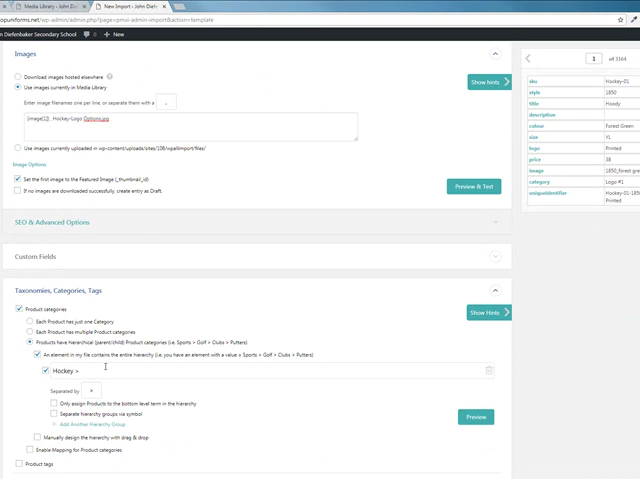 Media Library ‹ John Die
New Import ‹ John Dief
opuniforms.net/wp-admin/admin.php?page=pmxi-admin-import&action=template
n Diefenbaker Secondary School 0 + New
Images
Download images hosted elsewhere ?
Use images currently in Media Library
Enter image filenames one per line, or separate them with a ,
Show hints
{image[1]}, Hockey-Logo Options.jpg
Use images currently uploaded in wp-content/uploads/sites/106/wpallimport/files/
Image Options
Set the first image to the Featured Image (_thumbnail_id)
If no images are downloaded successfully, create entry as Draft.
Preview & Test
SEO & Advanced Options
Custom Fields
Taxonomies, Categories, Tags
Product categories
Show Hints
Each Product has just one Category
Each Product has multiple Product categories
Products have hierarchical (parent/child) Product categories (i.e. Sports > Golf > Clubs > Putters)
An element in my file contains the entire hierarchy (i.e. you have an element with a value = Sports > Golf > Clubs > Putters)
Hockey >
Separated by >
Only assign Products to the bottom level term in the hierarchy
Separate hierarchy groups via symbol
Preview
+ Add Another Hierarchy Group
Manually design the hierarchy with drag & drop
Enable Mapping for Product categories
Product tags
1 of 3164
sku Hockey-01
style 1850
title Hoody
description
colour Forest Green
size YL
logo Printed
price 38
image 1850_forest gre
category Logo #1
uniqueidentifier Hockey-01-1850
Printed